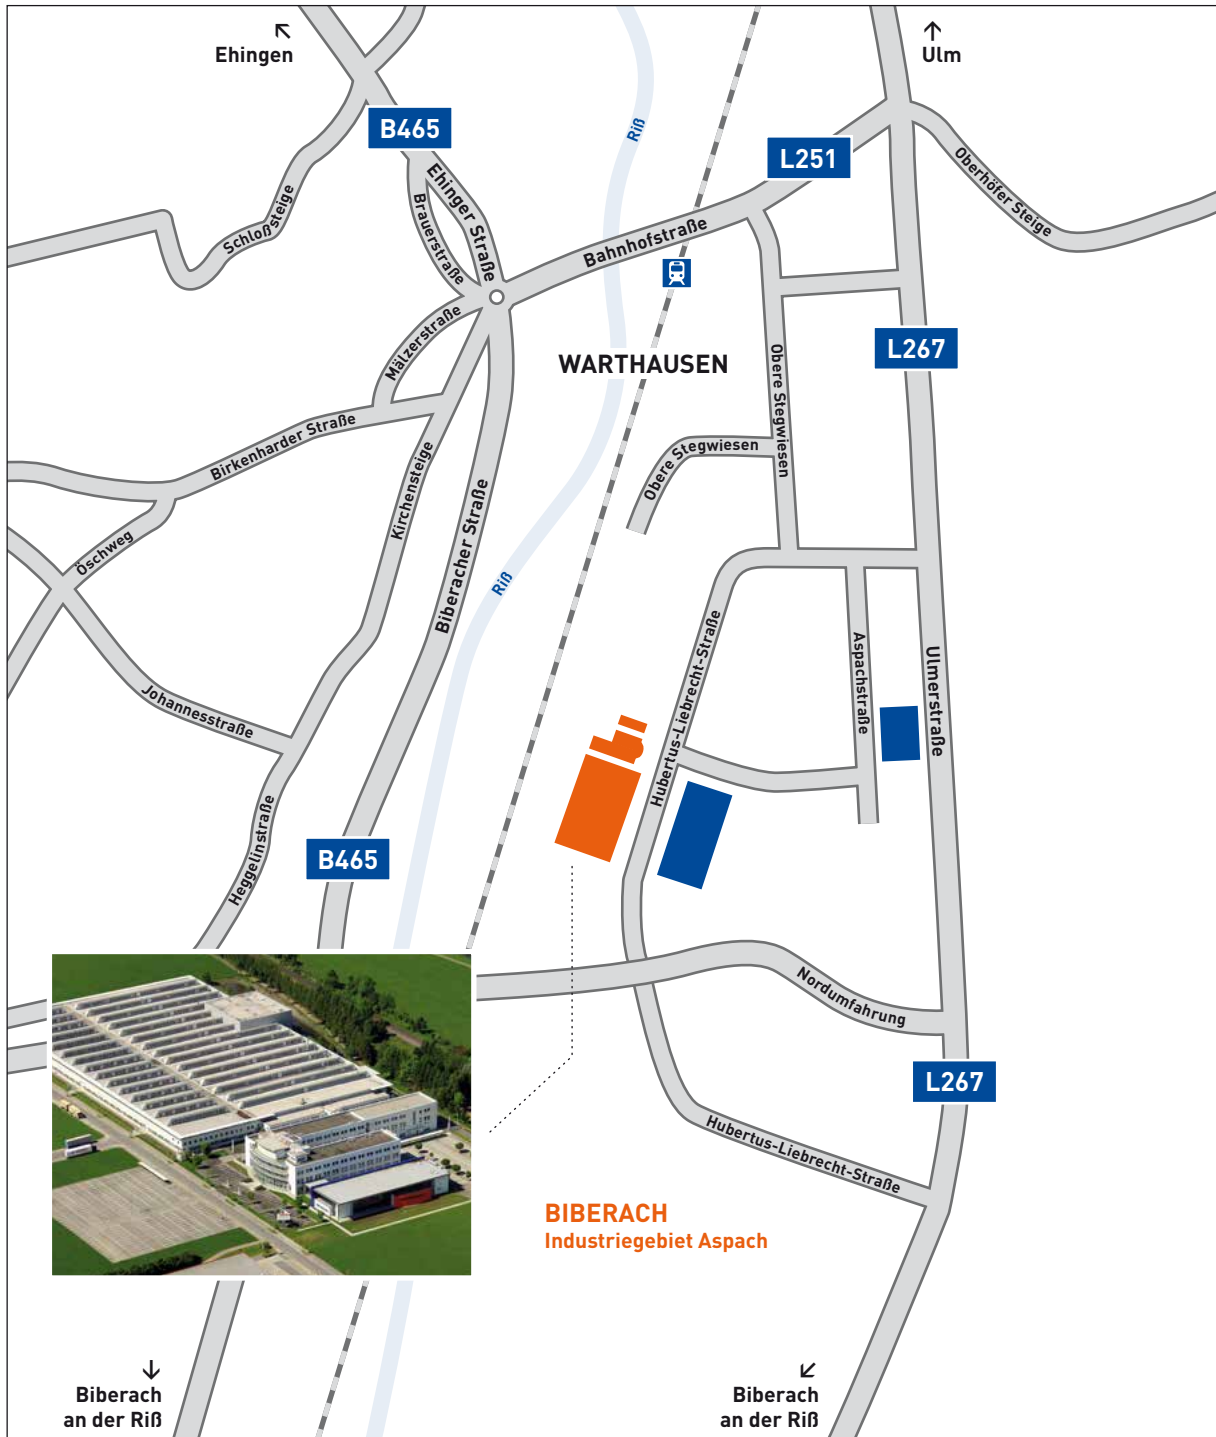 Ehingen
Ulm
B465
Riß
L251
Ehinger Straße
Brauerstraße
Oberhöfer Steige
Schloßsteige
Bahnhofstraße
Mälzerstraße
L267
WARTHAUSEN
Obere Stegwiesen
Birkenharder Straße
Obere Stegwiesen
Kirchensteige
Biberacher Straße
Öschweg
Riß
Hubertus-Liebrecht-Straße
Aspachstraße
Ulmerstraße
Johannesstraße
Heggelinstraße
B465
Nordumfahrung
L267
Hubertus-Liebrecht-Straße
BIBERACH
Industriegebiet Aspach
Biberach
an der Riß
Biberach
an der Riß